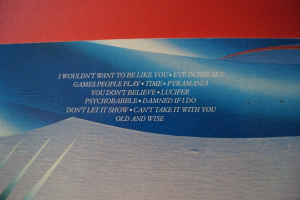 I WOULDN'T WANT TO BE LIKE YOU • EYE IN THE SKY
GAMES PEOPLE PLAY • TIME • PYRAMANIA
YOU DON'T BELIEVE • LUCIFER
PSYCHOBABBLE • DAMNED IF I DO
DON'T LET IT SHOW • CAN'T TAKE IT WITH YOU
OLD AND WISE